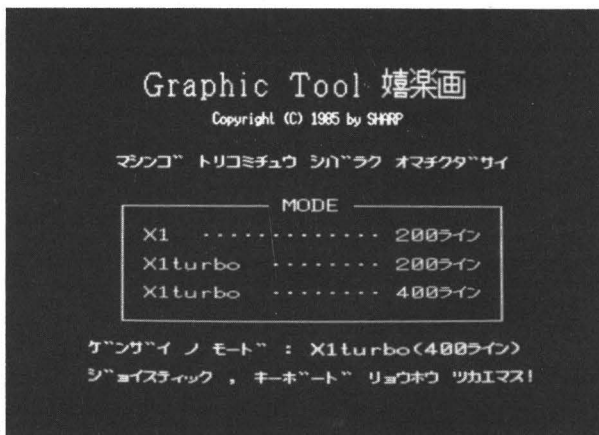 Graphic Tool 嬉楽画
Copyright (C) 1985 by SHARP
マシンゴ゛ トリコミチュウ シハ゛ラク オマチクタ゛サイ
MODE
X1 ・・・・・・・・・・・・・・ 200ライン
X1turbo ・・・・・・・・ 200ライン
X1turbo ・・・・・・・・ 400ライン
ケ゛ンサ゛イ ノ モート゛ : X1turbo(400ライン)
シ゛ョイスティック , キーホ゛ート゛ リョウホウ ツカエマス!